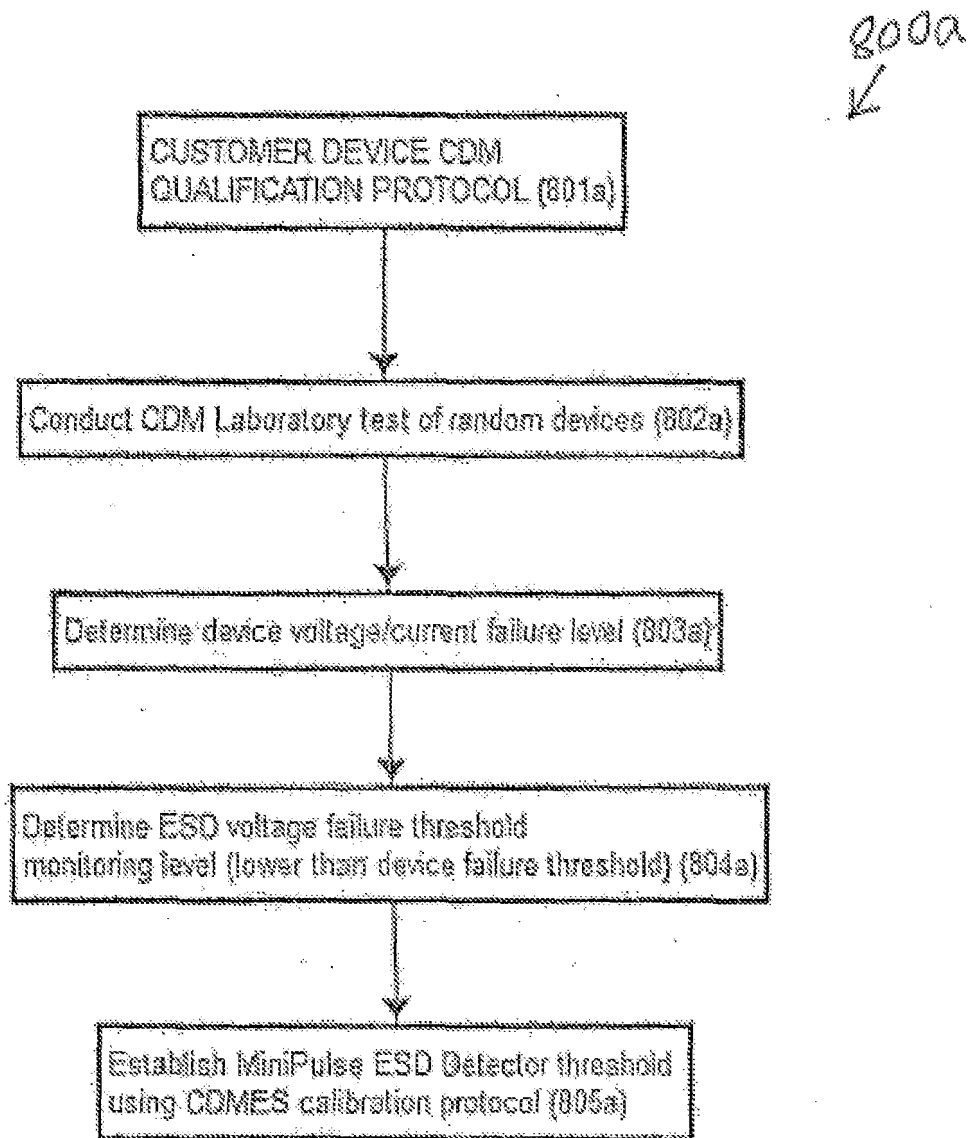 800a
CUSTOMER DEVICE CDM
QUALIFICATION PROTOCOL (801a)
Conduct CDM Laboratory test of random devices (802a)
Determine device voltage/current failure level (803a)
Determine ESD voltage failure threshold
monitoring level (lower than device failure threshold) (804a)
Establish MiniPulse ESD Detector threshold
using CDMES calibration protocol (805a)